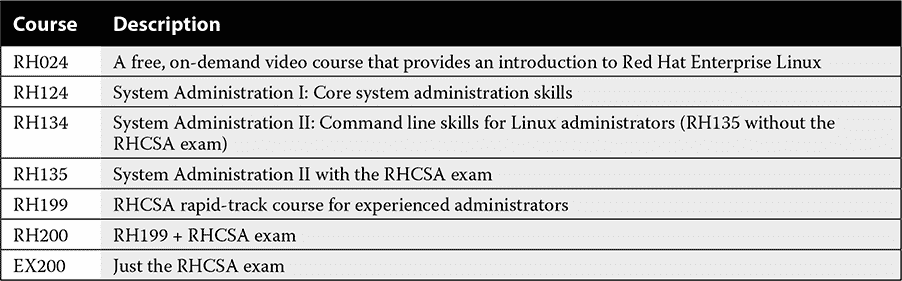 Course Description
RH024 A free, on-demand video course that provides an introduction to Red Hat Enterprise Linux
RH124 System Administration I: Core system administration skills
RH134 System Administration II: Command line skills for Linux administrators (RH135 without the
RHCSA exam)
RH135 System Administration II with the RHCSA exam
RH199 RHCSA rapid-track course for experienced administrators
RH200 RH199 + RHCSA exam
EX200 Just the RHCSA exam